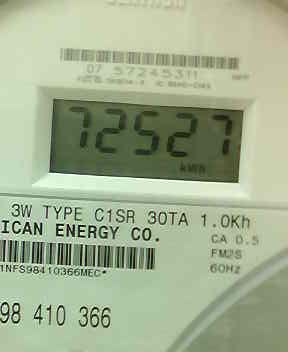 CENTRON
07 57245311
72527
kWh
3W TYPE C1SR 30TA 1.0Kh
ICAN ENERGY CO.
CA 0.5
FM2S
1NFS98410366MEC*
60HZ
98 410 366